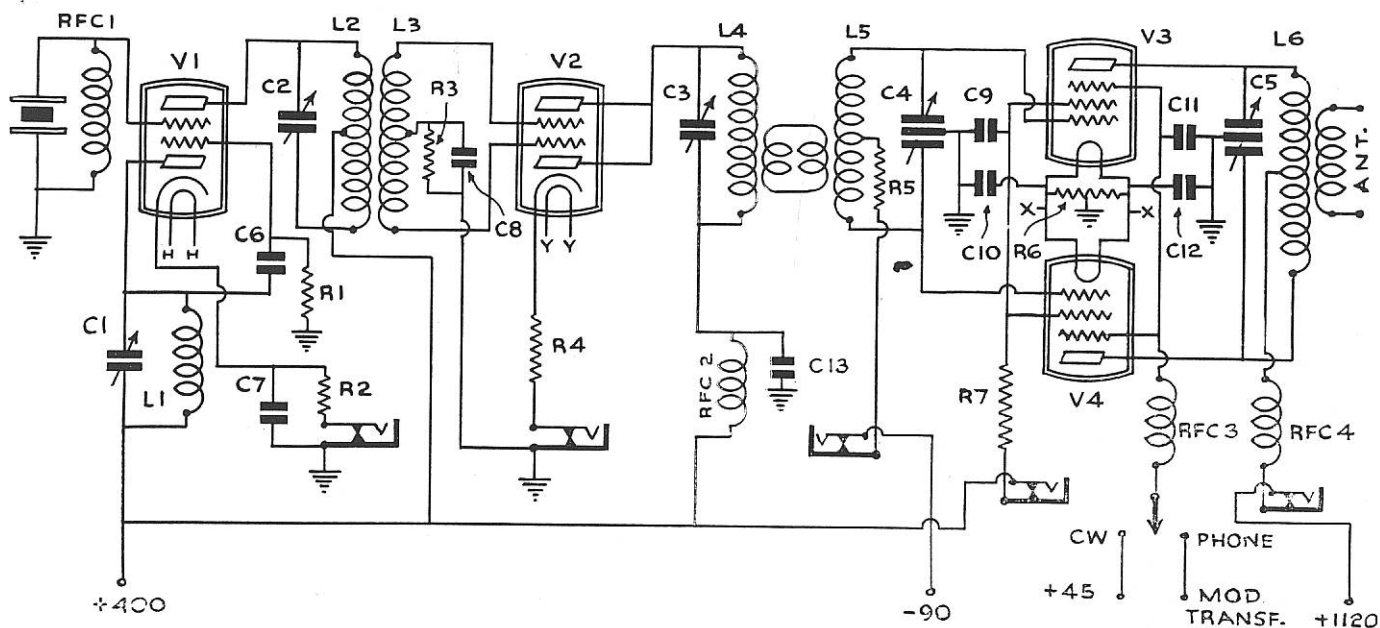 RFC1
V1
C2
L2
L3
R3
V2
C3
L4
L5
C4
C9
V3
C11
C5
L6
ANT.
C8
R5
C10
R6
C12
X
X
H H
Y Y
C6
R1
C1
L1
C7
R2
R4
RFC 2
C13
R7
V4
RFC3
RFC4
V
V
V
V
V
CW
PHONE
+400
-90
+45
MOD.
TRANSF.
+1120